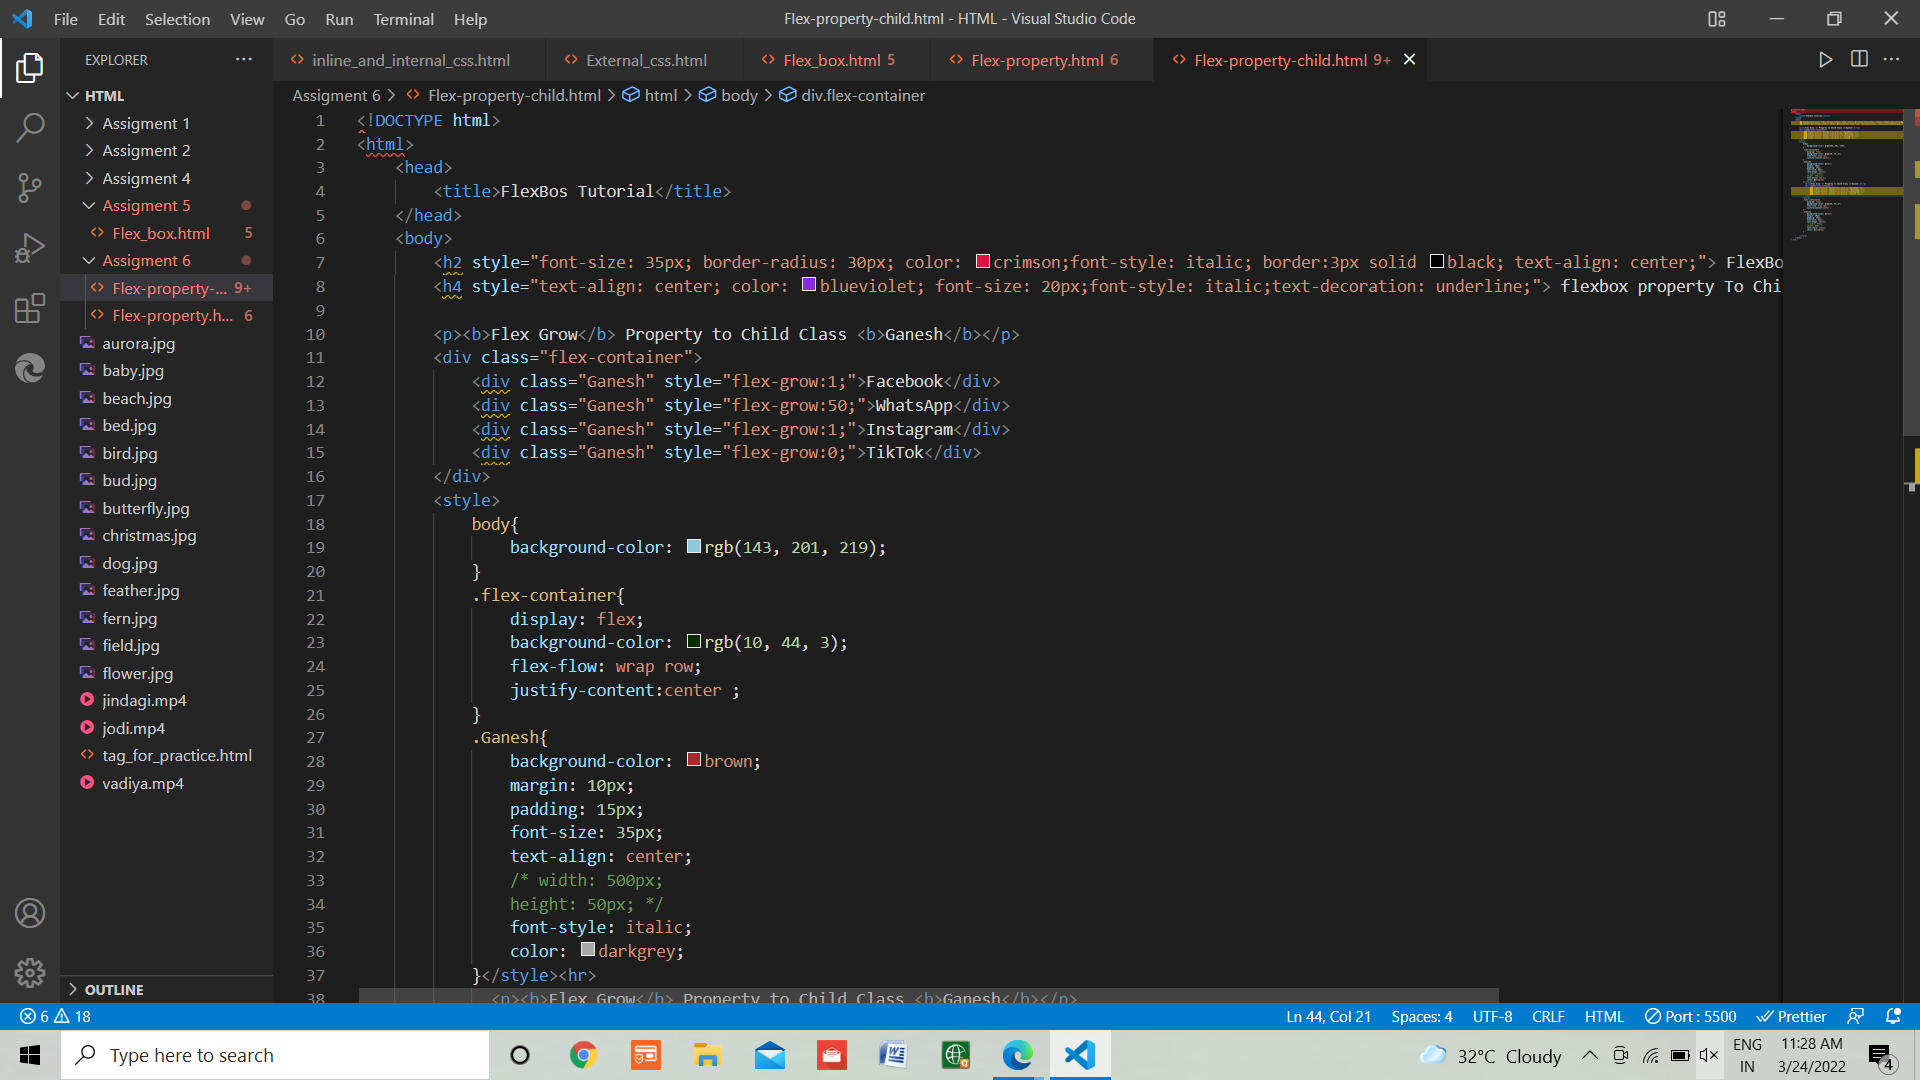 File Edit Selection View Go Run Terminal Help
Flex-property-child.html - HTML - Visual Studio Code
EXPLORER
HTML
Assigment 1
Assigment 2
Assigment 4
Assigment 5
Flex_box.html 5
Assigment 6
Flex-property-... 9+
Flex-property.h... 6
aurora.jpg
baby.jpg
beach.jpg
bed.jpg
bird.jpg
bud.jpg
butterfly.jpg
christmas.jpg
dog.jpg
feather.jpg
fern.jpg
field.jpg
flower.jpg
jindagi.mp4
jodi.mp4
tag_for_practice.html
vadiya.mp4
OUTLINE
inline_and_internal_css.html External_css.html Flex_box.html 5 Flex-property.html 6 Flex-property-child.html 9+
Assigment 6 > Flex-property-child.html > html > body > div.flex-container
1 <!DOCTYPE html>
2 <html>
3 <head>
4 <title>FlexBos Tutorial</title>
5 </head>
6 <body>
7 <h2 style="font-size: 35px; border-radius: 30px; color: crimson;font-style: italic; border:3px solid black; text-align: center;"> FlexBo
8 <h4 style="text-align: center; color: blueviolet; font-size: 20px;font-style: italic;text-decoration: underline;"> flexbox property To Chi
9
10 <p><b>Flex Grow</b> Property to Child Class <b>Ganesh</b></p>
11 <div class="flex-container">
12 <div class="Ganesh" style="flex-grow:1;">Facebook</div>
13 <div class="Ganesh" style="flex-grow:50;">WhatsApp</div>
14 <div class="Ganesh" style="flex-grow:1;">Instagram</div>
15 <div class="Ganesh" style="flex-grow:0;">TikTok</div>
16 </div>
17 <style>
18 body{
19 background-color: rgb(143, 201, 219);
20 }
21 .flex-container{
22 display: flex;
23 background-color: rgb(10, 44, 3);
24 flex-flow: wrap row;
25 justify-content:center ;
26 }
27 .Ganesh{
28 background-color: brown;
29 margin: 10px;
30 padding: 15px;
31 font-size: 35px;
32 text-align: center;
33 /* width: 500px;
34 height: 50px; */
35 font-style: italic;
36 color: darkgrey;
37 }</style><hr>
38 <p><b>Flex Grow</b> Property to Child Class <b>Ganesh</b></p>
6 18
Ln 44, Col 21 Spaces: 4 UTF-8 CRLF HTML Port : 5500 Prettier
Type here to search
32°C Cloudy
ENG
IN
11:28 AM
3/24/2022
4